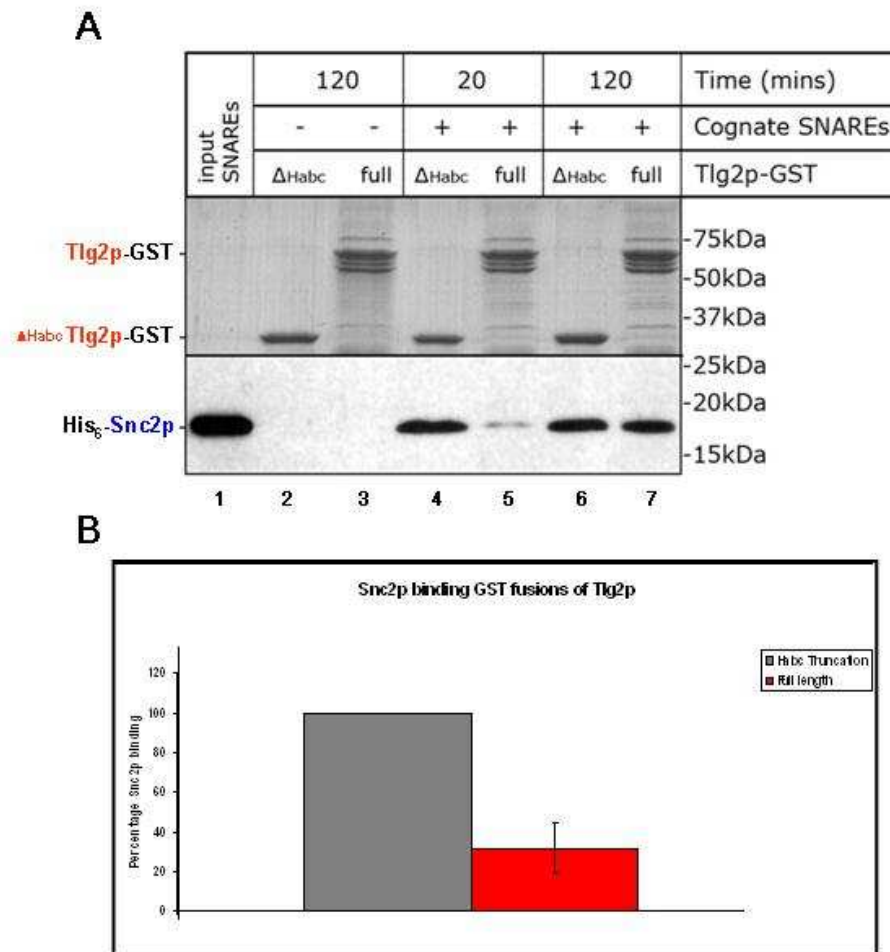 A
input SNAREs
120 20 120 Time (mins)
- - + + + + Cognate SNAREs
ΔHabc full ΔHabc full ΔHabc full Tlg2p-GST
Tlg2p-GST
-75kDa
-50kDa
-37kDa
ΔHabc Tlg2p-GST
-25kDa
-20kDa
His6-Snc2p
-15kDa
1 2 3 4 5 6 7
B
Snc2p binding GST fusions of Tlg2p
Percentage Snc2p binding
120
100
80
60
40
20
0
Habc Truncation
Full length